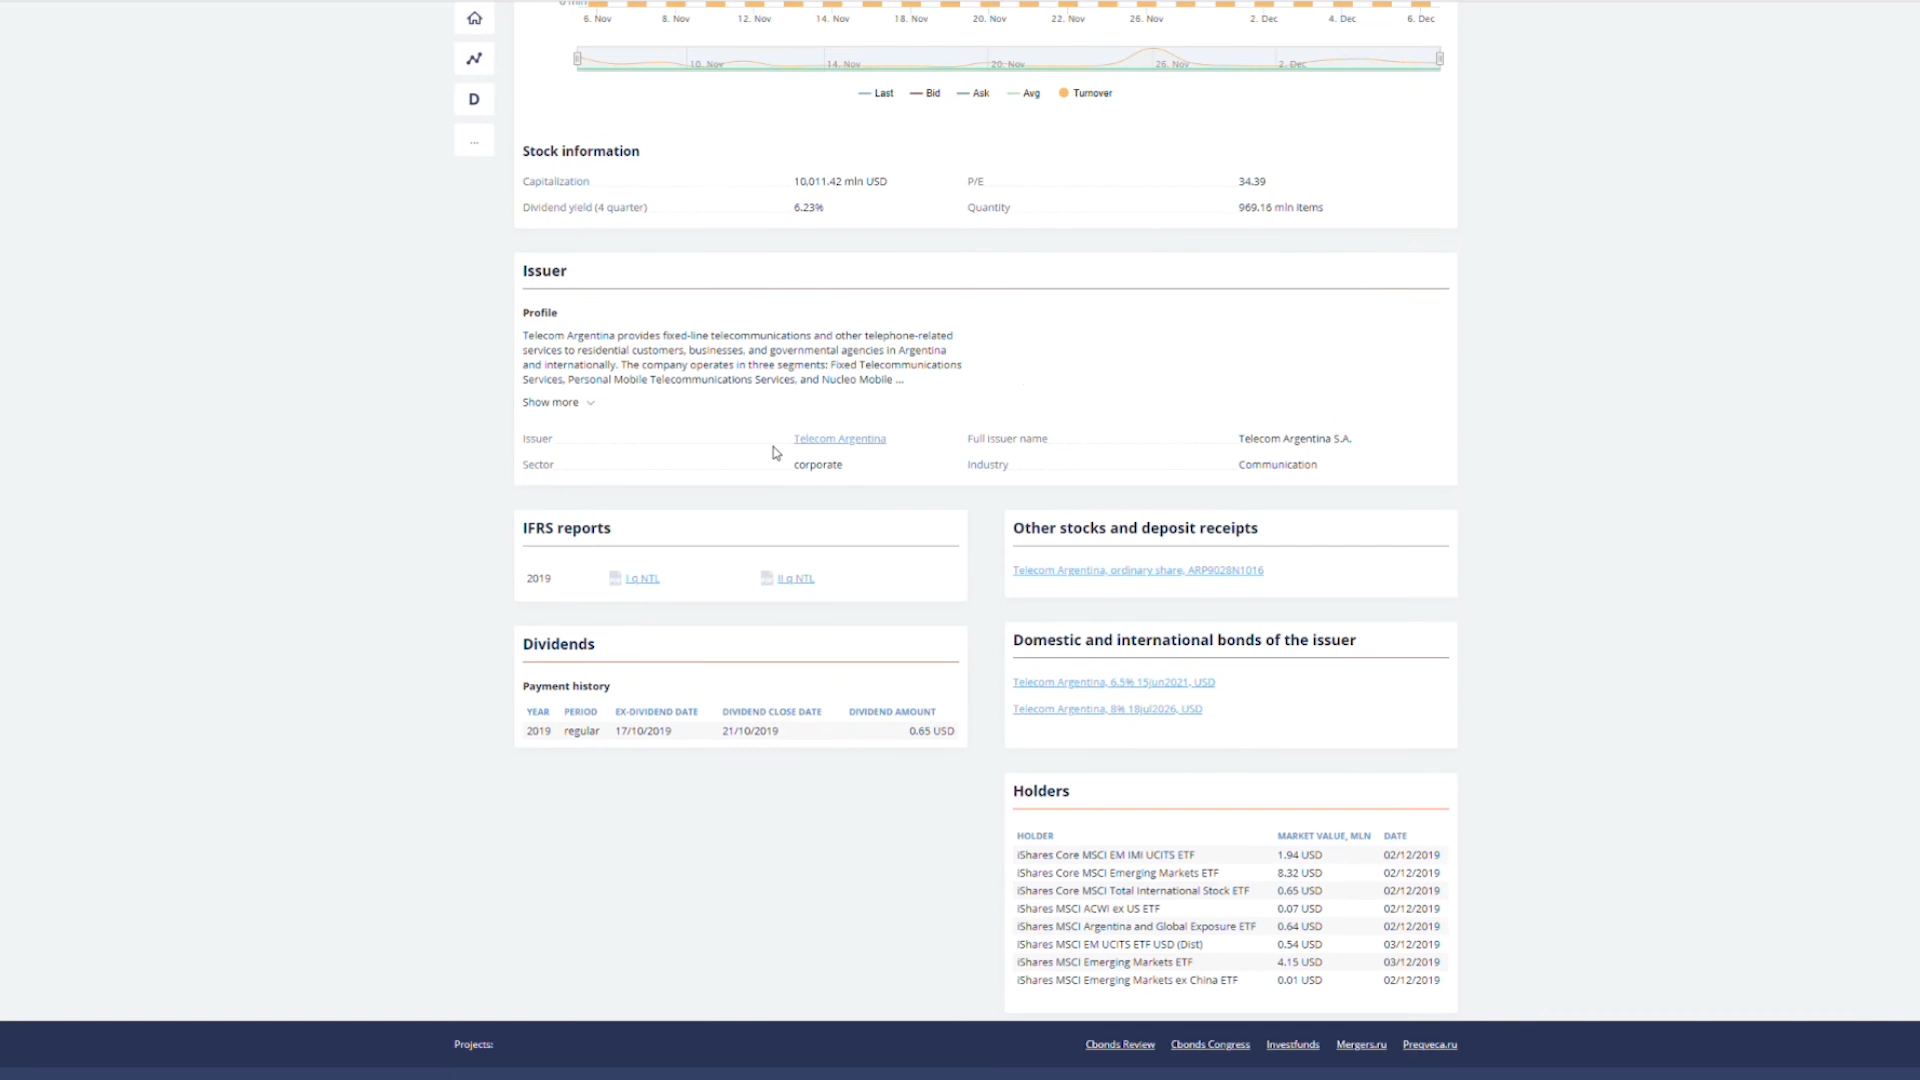 6. Nov 8. Nov 12. Nov 14. Nov 18. Nov 20. Nov 22. Nov 26. Nov 2. Dec 4. Dec 6. Dec
10. Nov 14. Nov 20. Nov 26. Nov 2. Dec
Last Bid Ask Avg Turnover
D
...
Stock information
Capitalization 10,011.42 mln USD P/E 34.39
Dividend yield (4 quarter) 6.23% Quantity 969.16 mln items
Issuer
Profile
Telecom Argentina provides fixed-line telecommunications and other telephone-related
services to residential customers, businesses, and governmental agencies in Argentina
and internationally. The company operates in three segments: Fixed Telecommunications
Services, Personal Mobile Telecommunications Services, and Nucleo Mobile ...
Show more
Issuer Telecom Argentina Full issuer name Telecom Argentina S.A.
Sector corporate Industry Communication
IFRS reports
2019 I q NTL II q NTL
Dividends
Payment history
YEAR PERIOD EX-DIVIDEND DATE DIVIDEND CLOSE DATE DIVIDEND AMOUNT
2019 regular 17/10/2019 21/10/2019 0.65 USD
Other stocks and deposit receipts
Telecom Argentina, ordinary share, ARP9028N1016
Domestic and international bonds of the issuer
Telecom Argentina, 6.5% 15jun2021, USD
Telecom Argentina, 8% 18jul2026, USD
Holders
HOLDER MARKET VALUE, MLN DATE
iShares Core MSCI EM IMI UCITS ETF 1.94 USD 02/12/2019
iShares Core MSCI Emerging Markets ETF 8.32 USD 02/12/2019
iShares Core MSCI Total International Stock ETF 0.65 USD 02/12/2019
iShares MSCI ACWI ex US ETF 0.07 USD 02/12/2019
iShares MSCI Argentina and Global Exposure ETF 0.64 USD 02/12/2019
iShares MSCI EM UCITS ETF USD (Dist) 0.54 USD 03/12/2019
iShares MSCI Emerging Markets ETF 4.15 USD 03/12/2019
iShares MSCI Emerging Markets ex China ETF 0.01 USD 02/12/2019
Projects: Cbonds Review Cbonds Congress Investfunds Mergers.ru Preqveca.ru